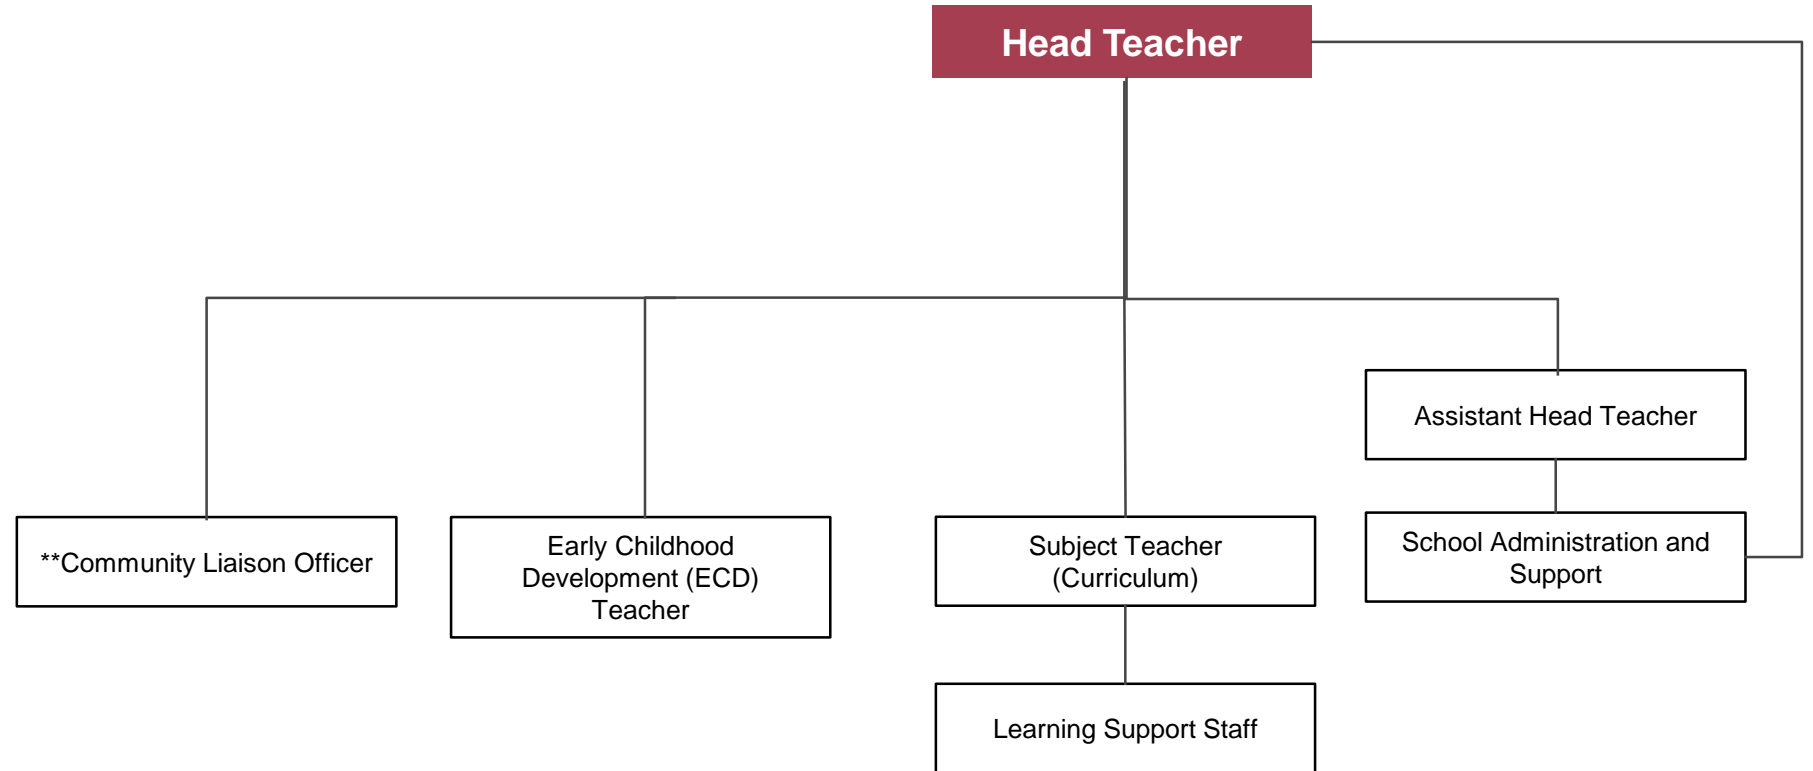 Head Teacher
Assistant Head Teacher
**Community Liaison Officer
Early Childhood
Development (ECD)
Teacher
Subject Teacher
(Curriculum)
School Administration and
Support
Learning Support Staff